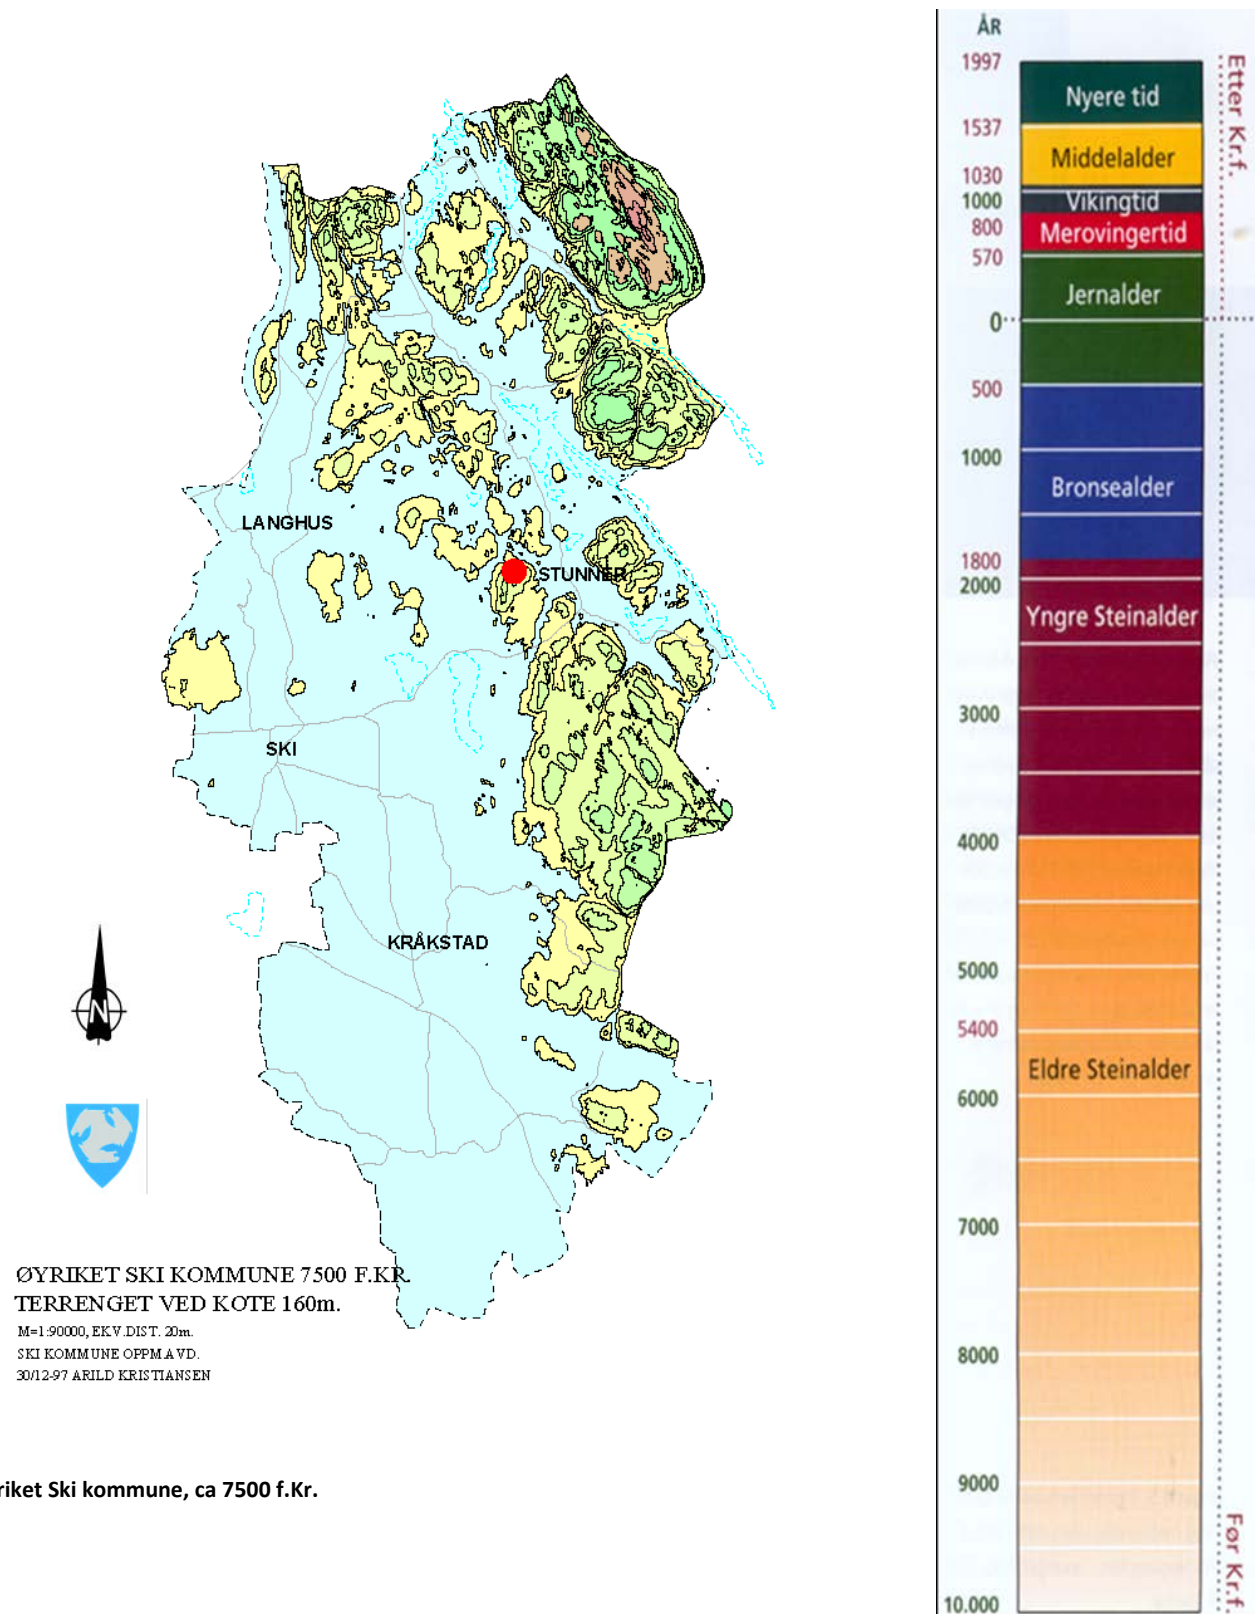 LANGHUS
STUNNER
SKI
KRÅKSTAD
N
ØYRIKET SKI KOMMUNE 7500 F.KR.
TERRENGET VED KOTE 160m.
M=1:90000, EKV.DIST. 20m.
SKI KOMMUNE OPPM.AVD.
30/12-97 ARILD KRISTIANSEN
riket Ski kommune, ca 7500 f.Kr.
ÅR
1997
Nyere tid
1537
Middelalder
1030
1000
Vikingtid
800
Merovingertid
570
Jernalder
0
500
1000
Bronsealder
1800
2000
Yngre Steinalder
3000
4000
5000
5400
Eldre Steinalder
6000
7000
8000
9000
10.000
Etter Kr.f.
Før Kr.f.